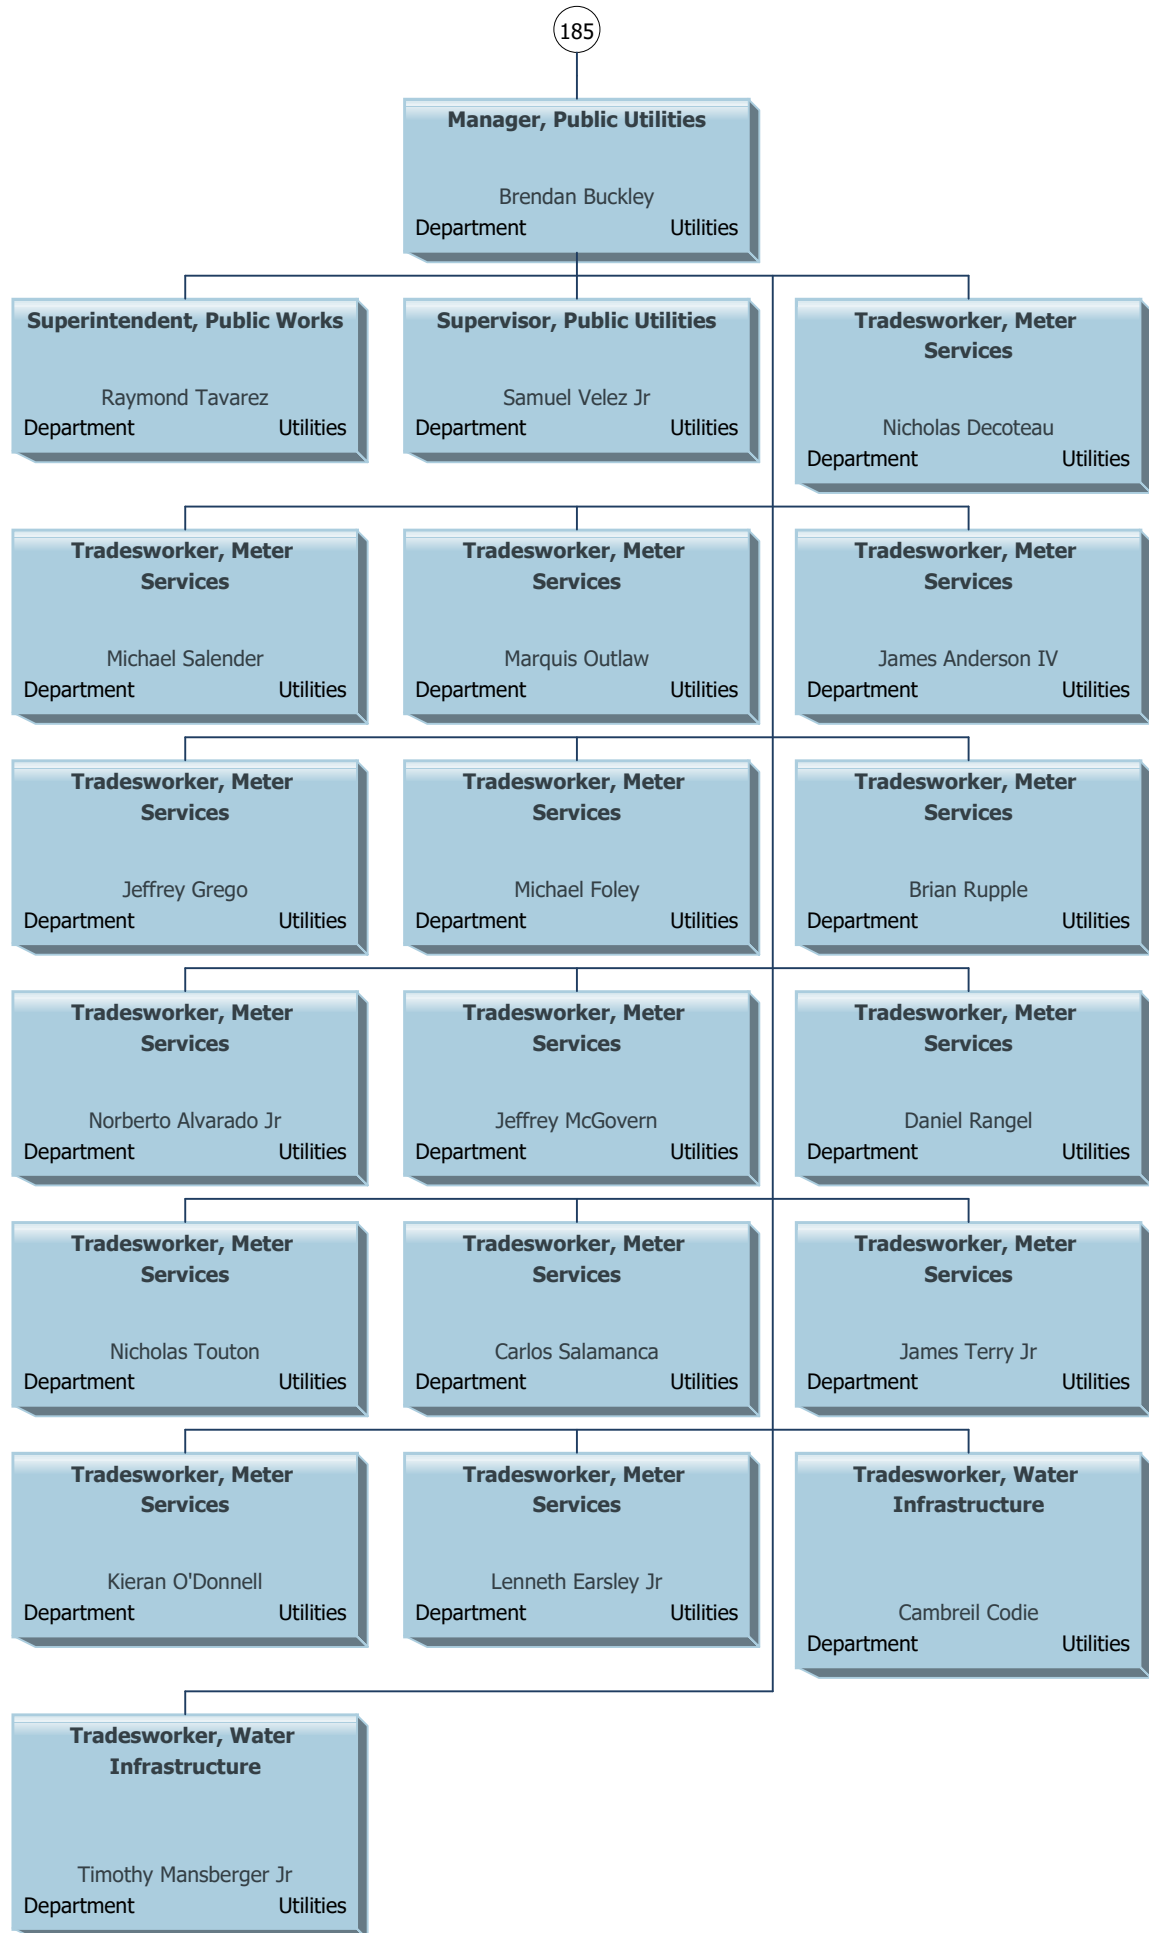 185
Manager, Public Utilities
Brendan Buckley
Department Utilities
Superintendent, Public Works
Raymond Tavarez
Department Utilities
Supervisor, Public Utilities
Samuel Velez Jr
Department Utilities
Tradesworker, Meter
Services
Nicholas Decoteau
Department Utilities
Tradesworker, Meter
Services
Michael Salender
Department Utilities
Tradesworker, Meter
Services
Marquis Outlaw
Department Utilities
Tradesworker, Meter
Services
James Anderson IV
Department Utilities
Tradesworker, Meter
Services
Jeffrey Grego
Department Utilities
Tradesworker, Meter
Services
Michael Foley
Department Utilities
Tradesworker, Meter
Services
Brian Rupple
Department Utilities
Tradesworker, Meter
Services
Norberto Alvarado Jr
Department Utilities
Tradesworker, Meter
Services
Jeffrey McGovern
Department Utilities
Tradesworker, Meter
Services
Daniel Rangel
Department Utilities
Tradesworker, Meter
Services
Nicholas Touton
Department Utilities
Tradesworker, Meter
Services
Carlos Salamanca
Department Utilities
Tradesworker, Meter
Services
James Terry Jr
Department Utilities
Tradesworker, Meter
Services
Kieran O'Donnell
Department Utilities
Tradesworker, Meter
Services
Lenneth Earsley Jr
Department Utilities
Tradesworker, Water
Infrastructure
Cambreil Codie
Department Utilities
Tradesworker, Water
Infrastructure
Timothy Mansberger Jr
Department Utilities